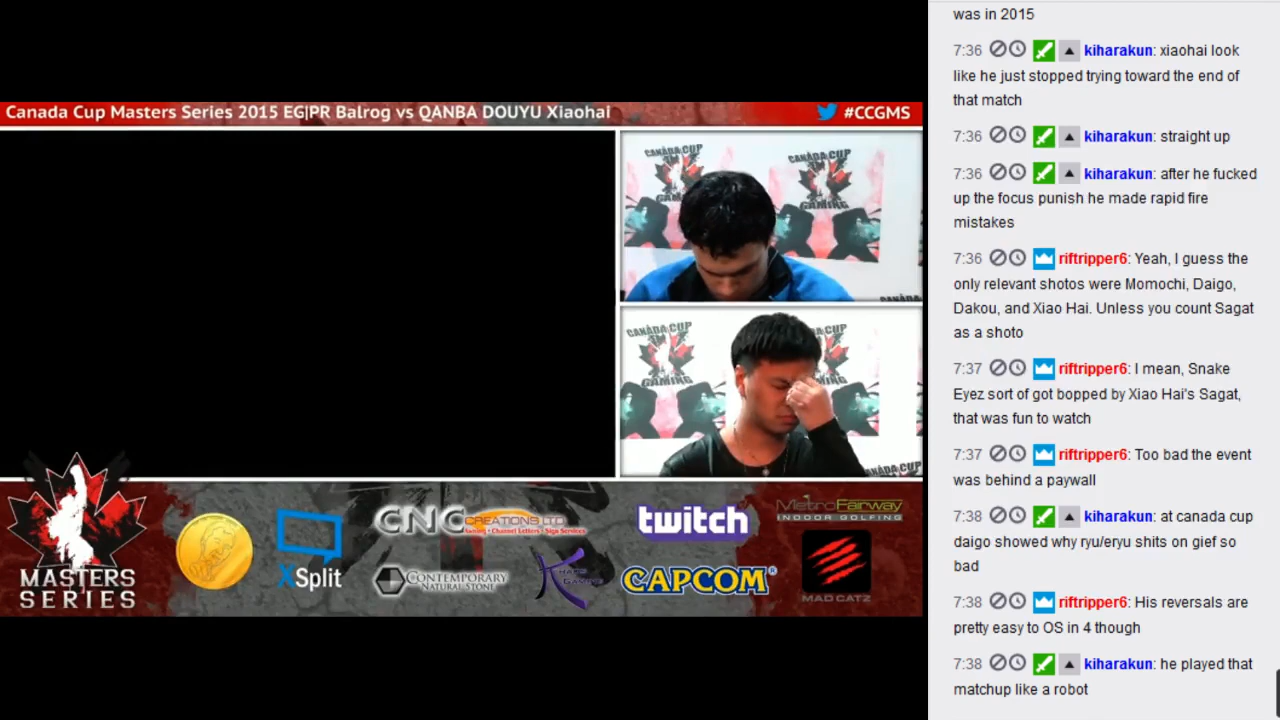 Canada Cup Masters Series 2015 EG|PR Balrog vs QANBA DOUYU Xiaohai
#CCGMS
CANADA CUP
GAMING
CANADA CUP
GAMING
CANADA CUP
GAMING
MASTERS
SERIES
XSplit
CNC CREATIONS LTD
CONTEMPORARY
NATURAL STONE
twitch
CAPCOM
MetroFairway
INDOOR GOLFING
MAD CATZ
was in 2015
7:36 kiharakun: xiaohai look
like he just stopped trying toward the end of
that match
7:36 kiharakun: straight up
7:36 kiharakun: after he fucked
up the focus punish he made rapid fire
mistakes
7:36 riftripper6: Yeah, I guess the
only relevant shotos were Momochi, Daigo,
Dakou, and Xiao Hai. Unless you count Sagat
as a shoto
7:37 riftripper6: I mean, Snake
Eyez sort of got bopped by Xiao Hai's Sagat,
that was fun to watch
7:37 riftripper6: Too bad the event
was behind a paywall
7:38 kiharakun: at canada cup
daigo showed why ryu/eryu shits on gief so
bad
7:38 riftripper6: His reversals are
pretty easy to OS in 4 though
7:38 kiharakun: he played that
matchup like a robot